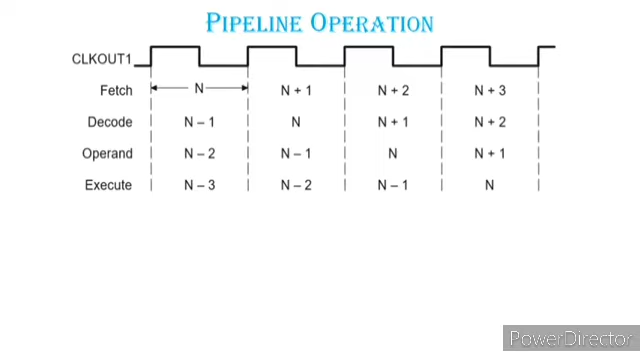 PIPELINE OPERATION
CLKOUT1
Fetch N N + 1 N + 2 N + 3
Decode N – 1 N N + 1 N + 2
Operand N – 2 N – 1 N N + 1
Execute N – 3 N – 2 N – 1 N
PowerDirector